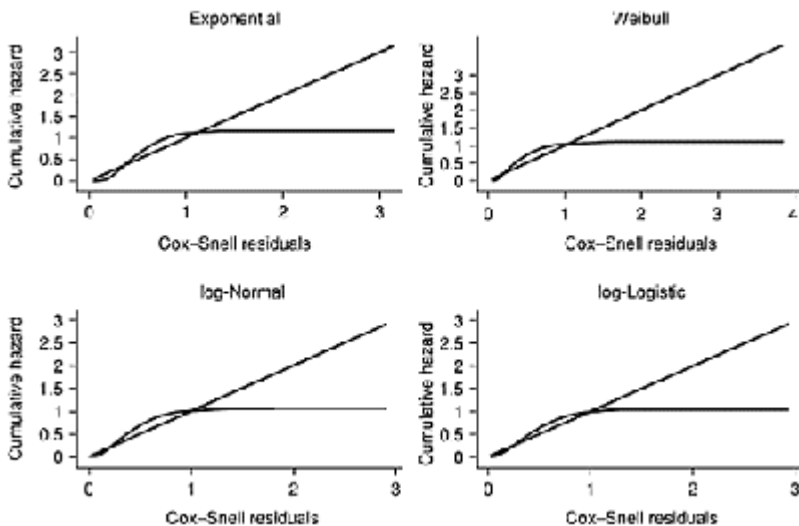 Exponential
Cumulative hazard
3
2
1
0.5
0
0 1 2 3
Cox–Snell residuals
Weibull
Cumulative hazard
3
2.5
2
1.5
1
0.5
0
0 1 2 3 4
Cox–Snell residuals
log-Normal
Cumulative hazard
3
2.5
2
1.5
1
0.5
0
0 1 2 3
Cox–Snell residuals
log-Logistic
Cumulative hazard
3
2.5
2
1.5
1
0.5
0
0 1 2 3
Cox–Snell residuals